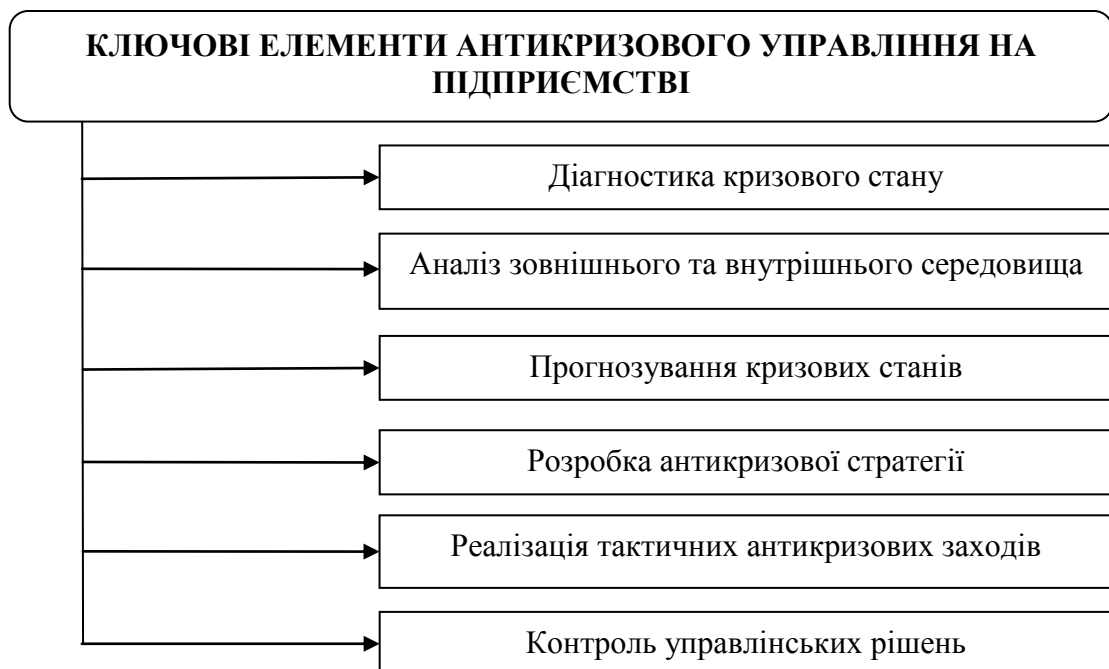 КЛЮЧОВІ ЕЛЕМЕНТИ АНТИКРИЗОВОГО УПРАВЛІННЯ НА
ПІДПРИЄМСТВІ
Діагностика кризового стану
Аналіз зовнішнього та внутрішнього середовища
Прогнозування кризових станів
Розробка антикризової стратегії
Реалізація тактичних антикризових заходів
Контроль управлінських рішень